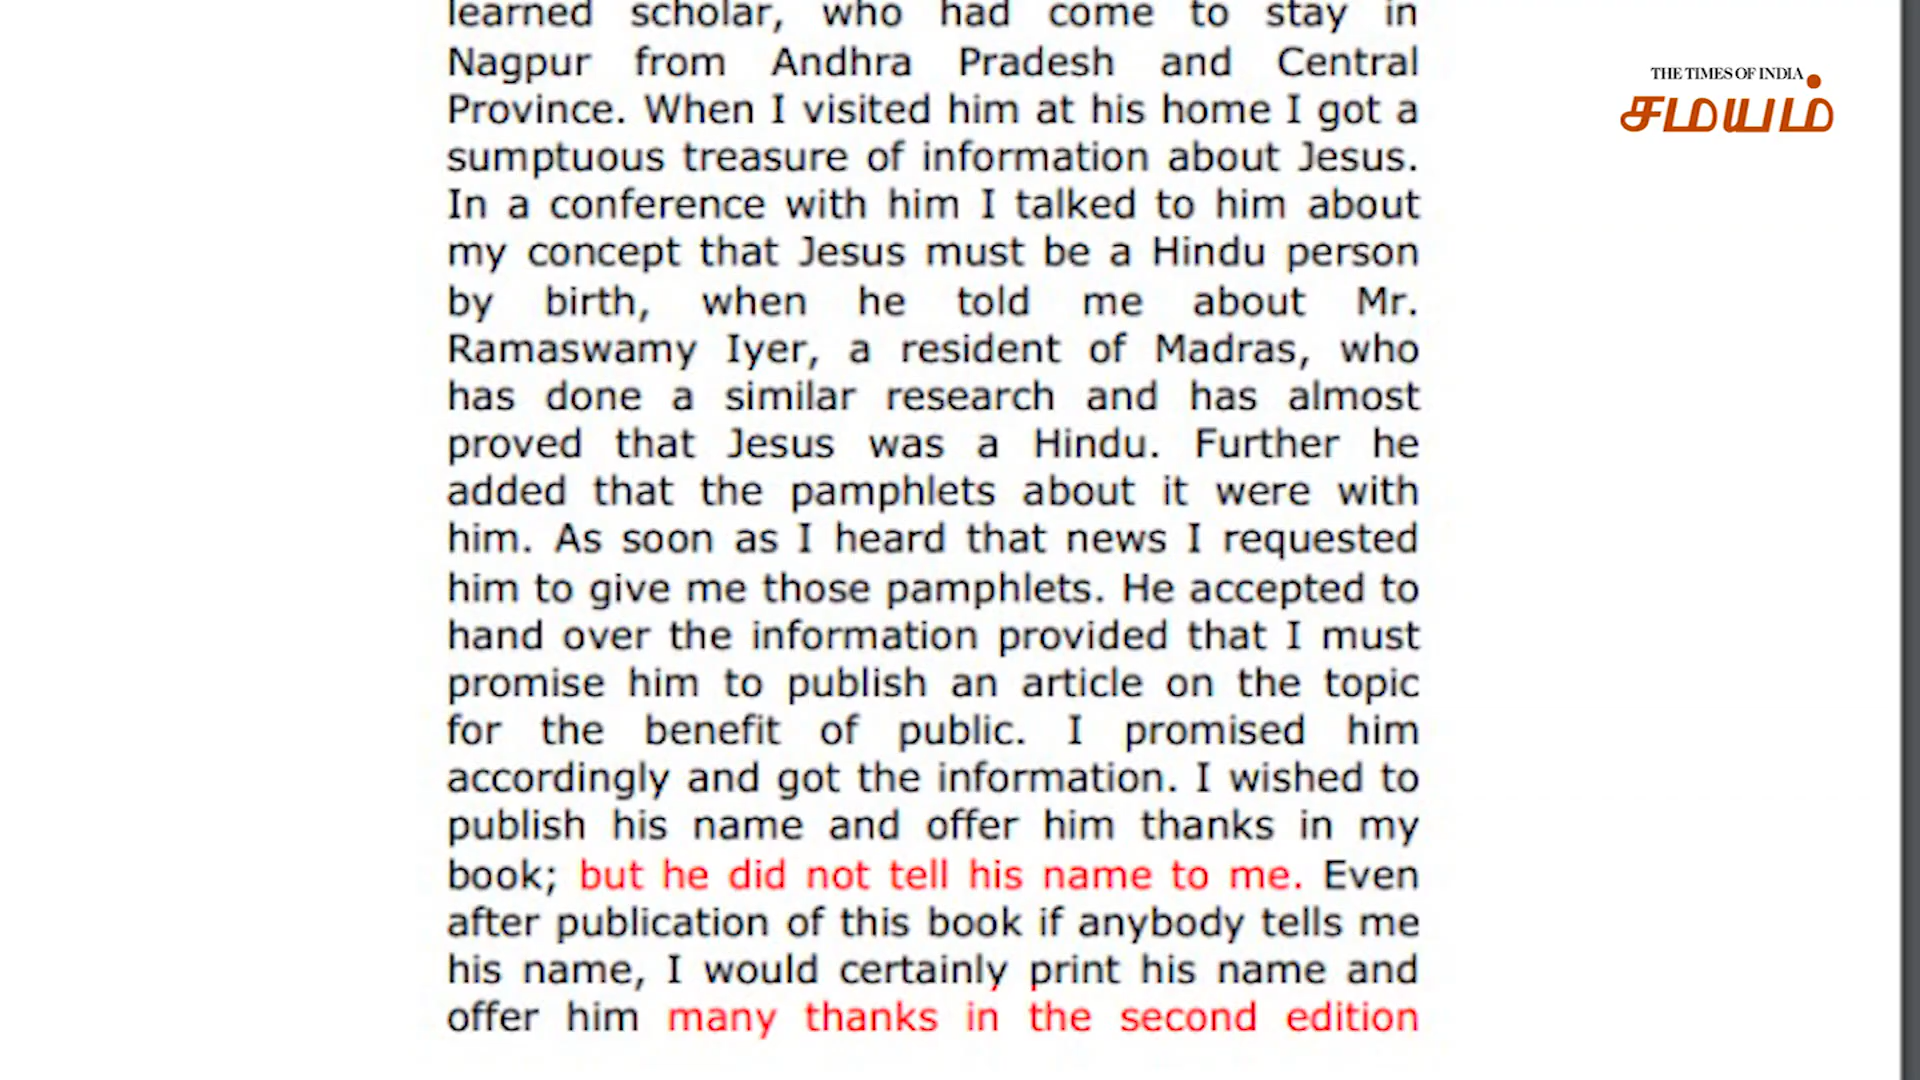 learned scholar, who had come to stay in
Nagpur from Andhra Pradesh and Central
Province. When I visited him at his home I got a
sumptuous treasure of information about Jesus.
In a conference with him I talked to him about
my concept that Jesus must be a Hindu person
by birth, when he told me about Mr.
Ramaswamy Iyer, a resident of Madras, who
has done a similar research and has almost
proved that Jesus was a Hindu. Further he
added that the pamphlets about it were with
him. As soon as I heard that news I requested
him to give me those pamphlets. He accepted to
hand over the information provided that I must
promise him to publish an article on the topic
for the benefit of public. I promised him
accordingly and got the information. I wished to
publish his name and offer him thanks in my
book; but he did not tell his name to me. Even
after publication of this book if anybody tells me
his name, I would certainly print his name and
offer him many thanks in the second edition
THE TIMES OF INDIA
சமயம்